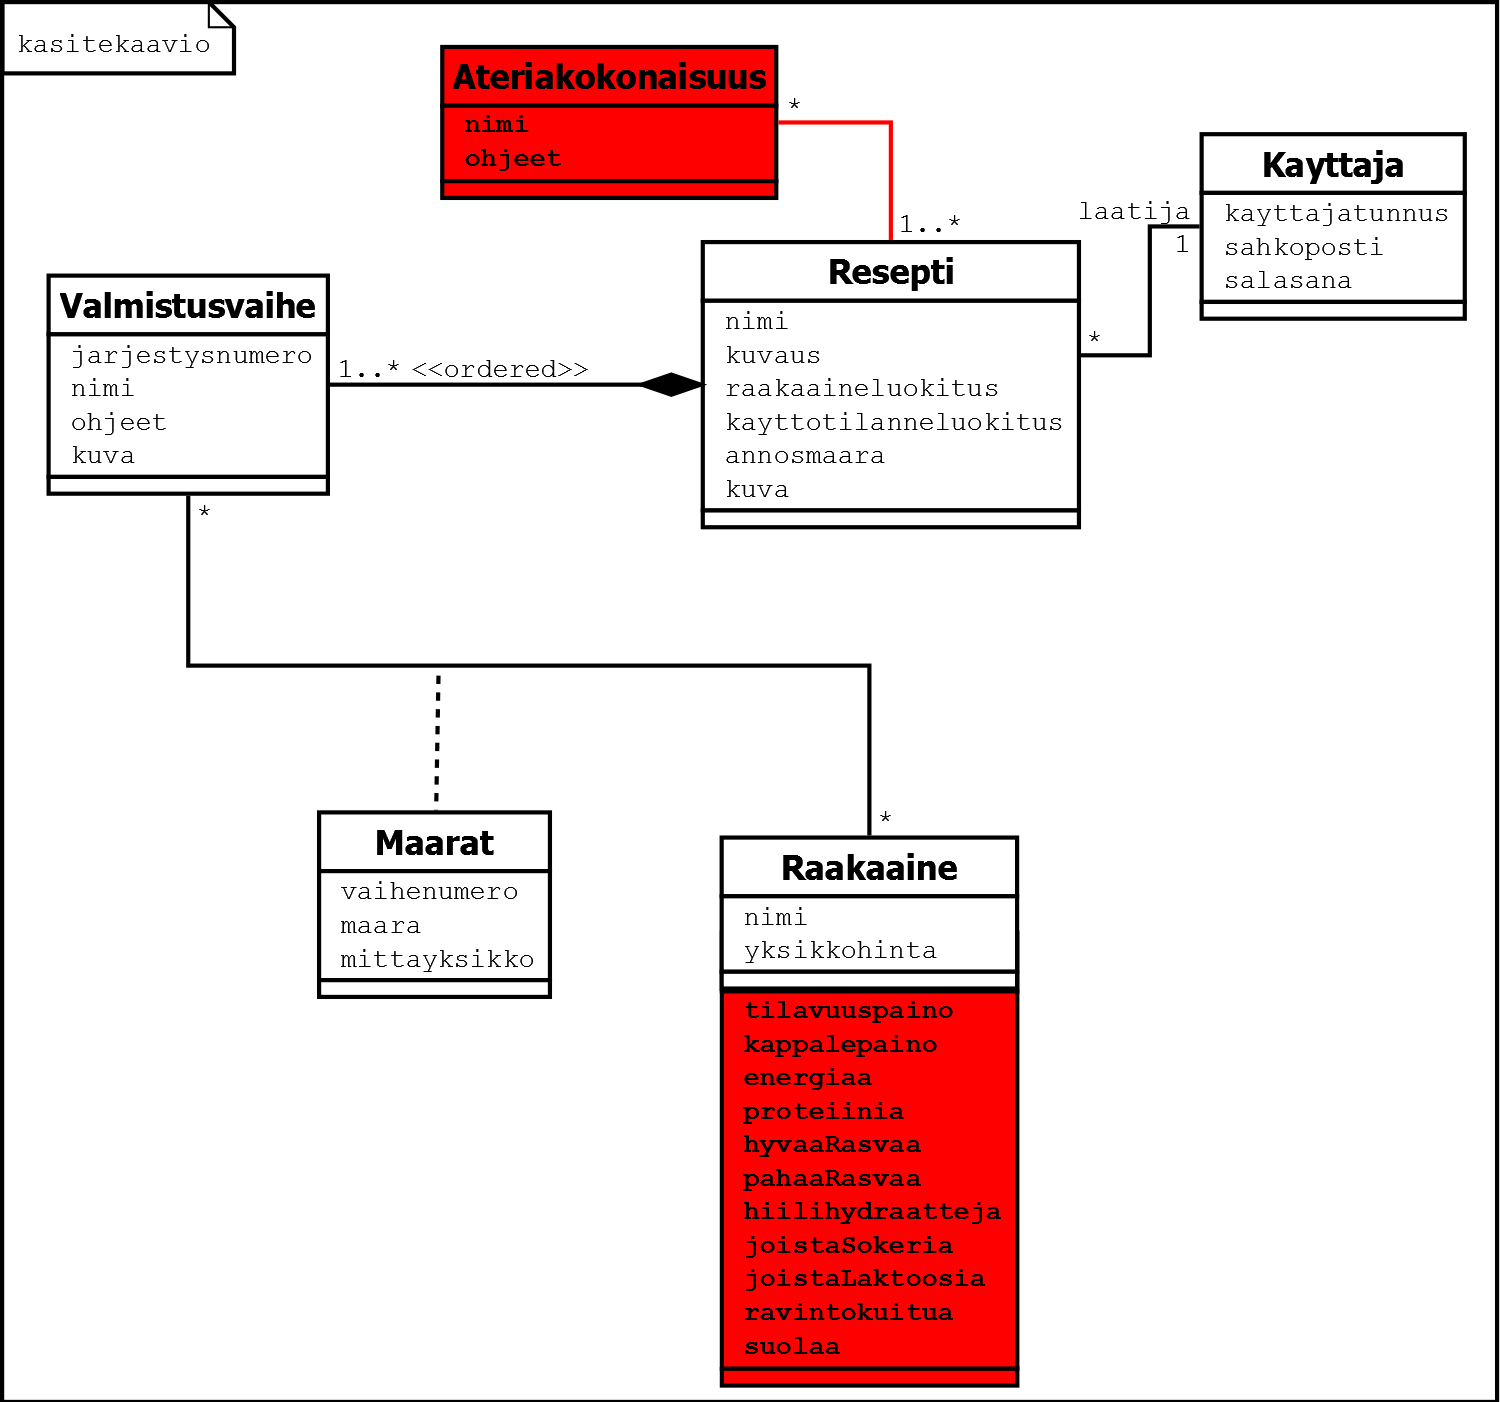 kasitekaavio
Ateriakokonaisuus
nimi
ohjeet
*
1..*
Kayttaja
kayttajatunnus
sahkoposti
salasana
laatija
1
*
Resepti
nimi
kuvaus
raakaaineluokitus
kayttotilanneluokitus
annosmaara
kuva
Valmistusvaihe
jarjestysnumero
nimi
ohjeet
kuva
1..* <<ordered>>
*
*
Maarat
vaihenumero
maara
mittayksikko
Raakaaine
nimi
yksikkohinta
tilavuuspaino
kappalepaino
energiaa
proteiinia
hyvaaRasvaa
pahaaRasvaa
hiilihydraatteja
joistaSokeria
joistaLaktoosia
ravintokuitua
suolaa